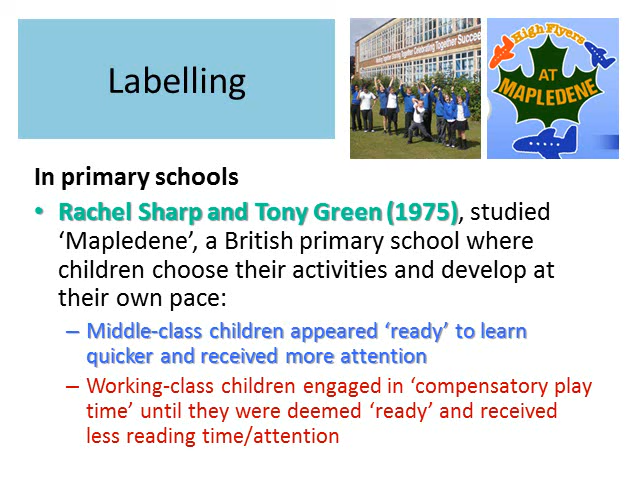 Labelling
Celebrating Together Succee
High Flyers
AT
MAPLEDENE
In primary schools
• Rachel Sharp and Tony Green (1975), studied
‘Mapledene’, a British primary school where
children choose their activities and develop at
their own pace:
– Middle-class children appeared ‘ready’ to learn
quicker and received more attention
– Working-class children engaged in ‘compensatory play
time’ until they were deemed ‘ready’ and received
less reading time/attention